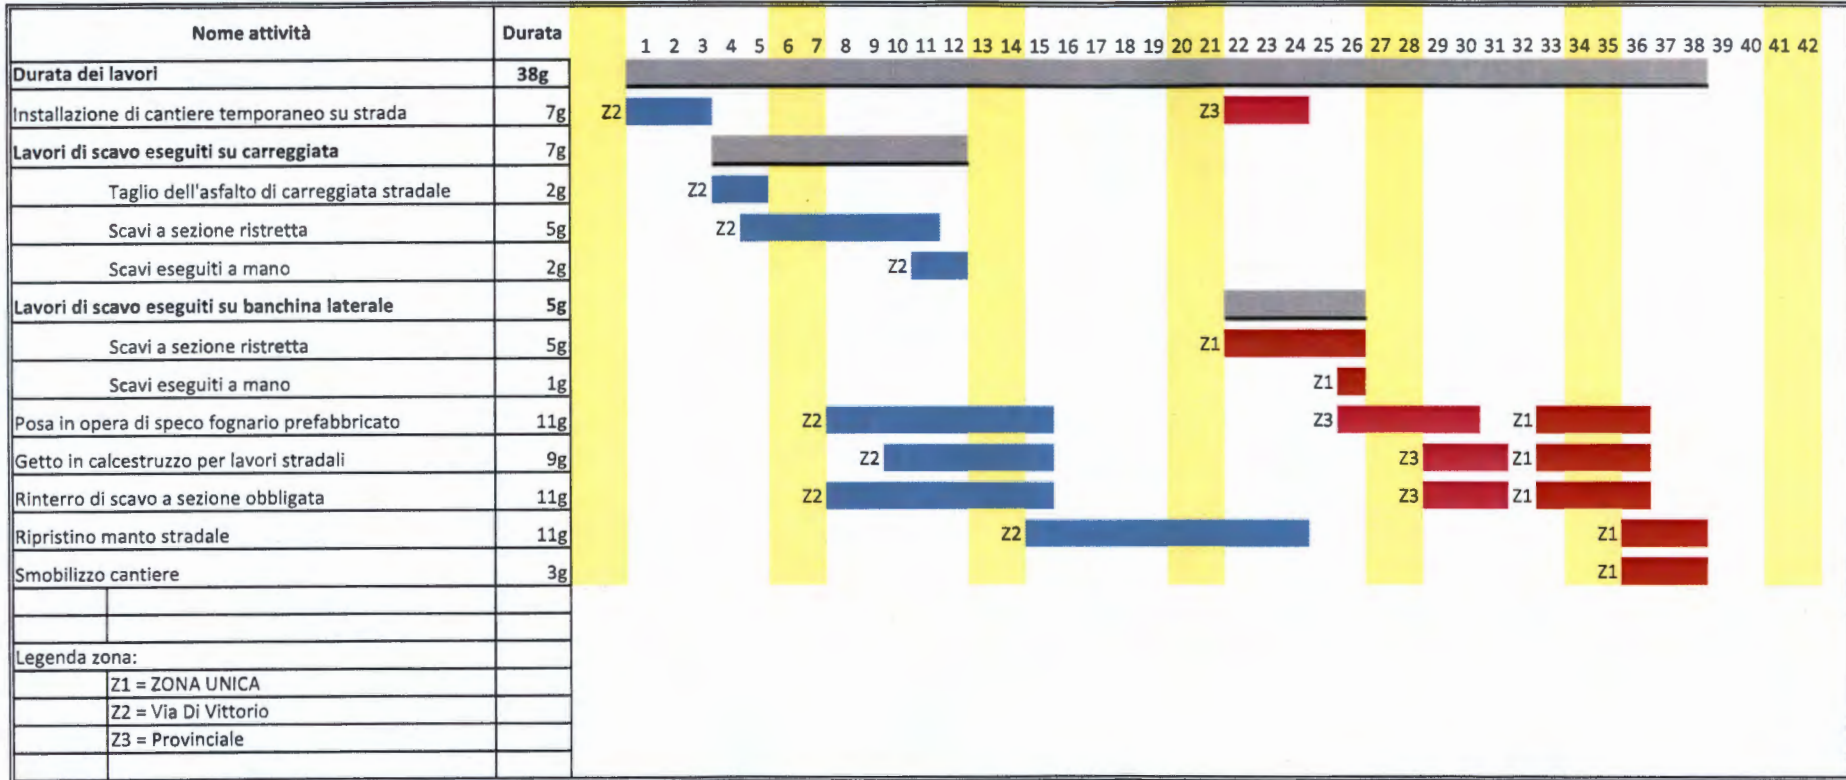 Nome attività Durata 1 2 3 4 5 6 7 8 9 10 11 12 13 14 15 16 17 18 19 20 21 22 23 24 25 26 27 28 29 30 31 32 33 34 35 36 37 38 39 40 41 42
Durata dei lavori 38g
Installazione di cantiere temporaneo su strada 7g Z2 Z3
Lavori di scavo eseguiti su carreggiata 7g
Taglio dell'asfalto di carreggiata stradale 2g Z2
Scavi a sezione ristretta 5g Z2
Scavi eseguiti a mano 2g Z2
Lavori di scavo eseguiti su banchina laterale 5g
Scavi a sezione ristretta 5g Z1
Scavi eseguiti a mano 1g Z1
Posa in opera di speco fognario prefabbricato 11g Z2 Z3 Z1
Getto in calcestruzzo per lavori stradali 9g Z2 Z3 Z1
Rinterro di scavo a sezione obbligata 11g Z2 Z3 Z1
Ripristino manto stradale 11g Z2 Z1
Smobilizzo cantiere 3g Z1
Legenda zona:
Z1 = ZONA UNICA
Z2 = Via Di Vittorio
Z3 = Provinciale